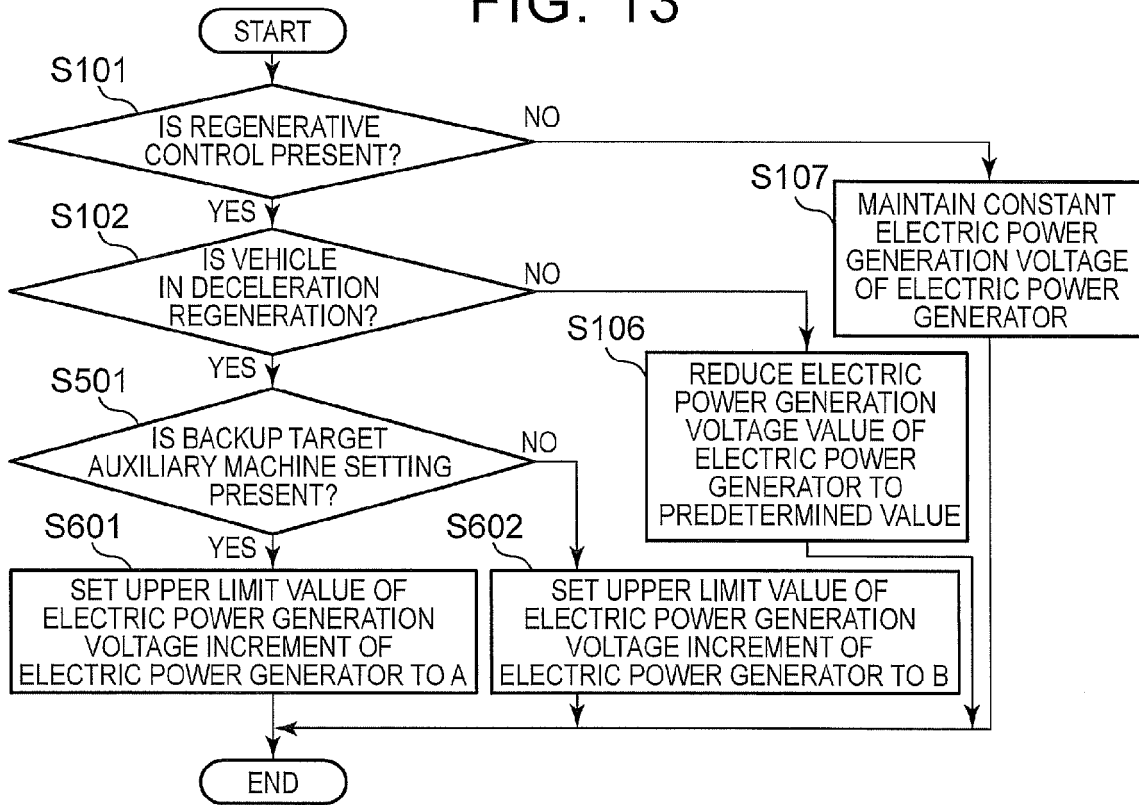 FIG. 13
START
S101
IS REGENERATIVE
CONTROL PRESENT?
NO
YES
S107
MAINTAIN CONSTANT
ELECTRIC POWER
GENERATION VOLTAGE
OF ELECTRIC POWER
GENERATOR
S102
IS VEHICLE
IN DECELERATION
REGENERATION?
NO
YES
S106
REDUCE ELECTRIC
POWER GENERATION
VOLTAGE VALUE OF
ELECTRIC POWER
GENERATOR TO
PREDETERMINED VALUE
S501
IS BACKUP TARGET
AUXILIARY MACHINE SETTING
PRESENT?
NO
YES
S601
SET UPPER LIMIT VALUE OF
ELECTRIC POWER GENERATION
VOLTAGE INCREMENT OF
ELECTRIC POWER GENERATOR TO A
S602
SET UPPER LIMIT VALUE OF
ELECTRIC POWER GENERATION
VOLTAGE INCREMENT OF
ELECTRIC POWER GENERATOR TO B
END